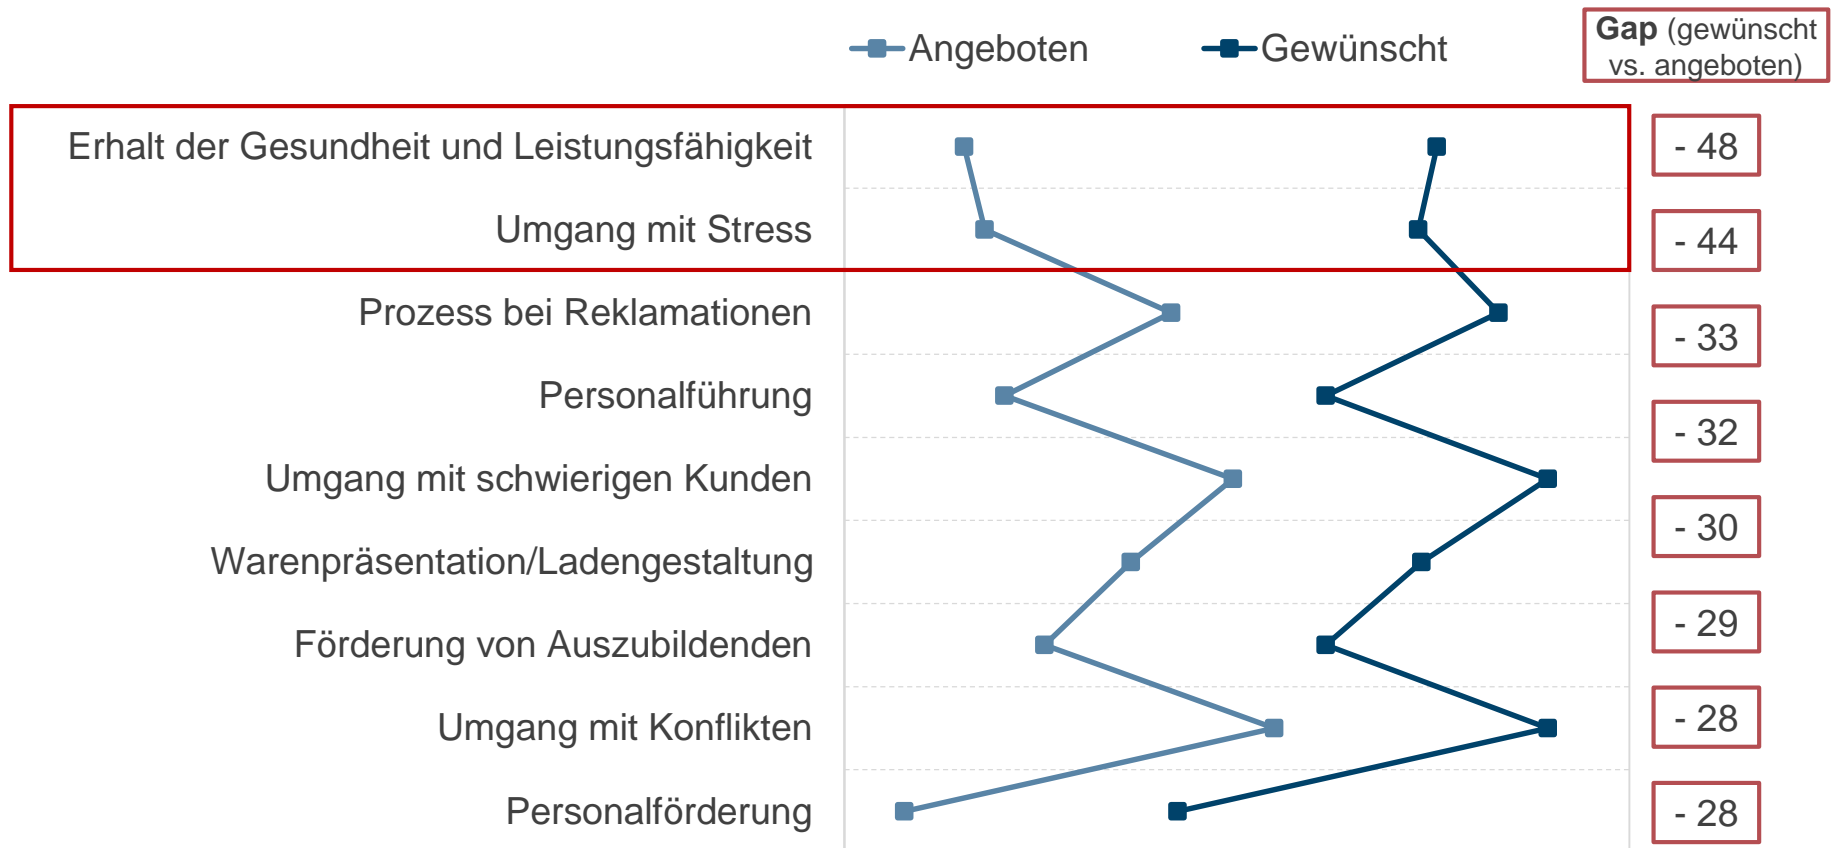 Angeboten
Gewünscht
Gap (gewünscht
vs. angeboten)
Erhalt der Gesundheit und Leistungsfähigkeit
- 48
Umgang mit Stress
- 44
Prozess bei Reklamationen
- 33
Personalführung
- 32
Umgang mit schwierigen Kunden
- 30
Warenpräsentation/Ladengestaltung
- 29
Förderung von Auszubildenden
- 28
Umgang mit Konflikten
- 28
Personalförderung